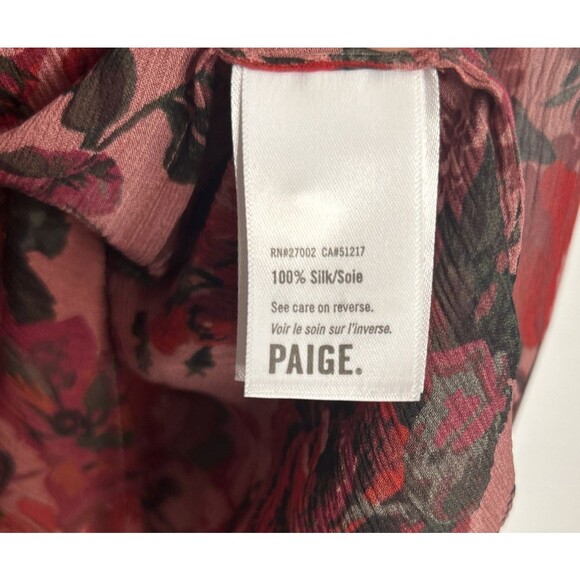 RN#27002 CA#51217
100% Silk/Soie
See care on reverse.
Voir le soin sur l'inverse.
PAIGE.